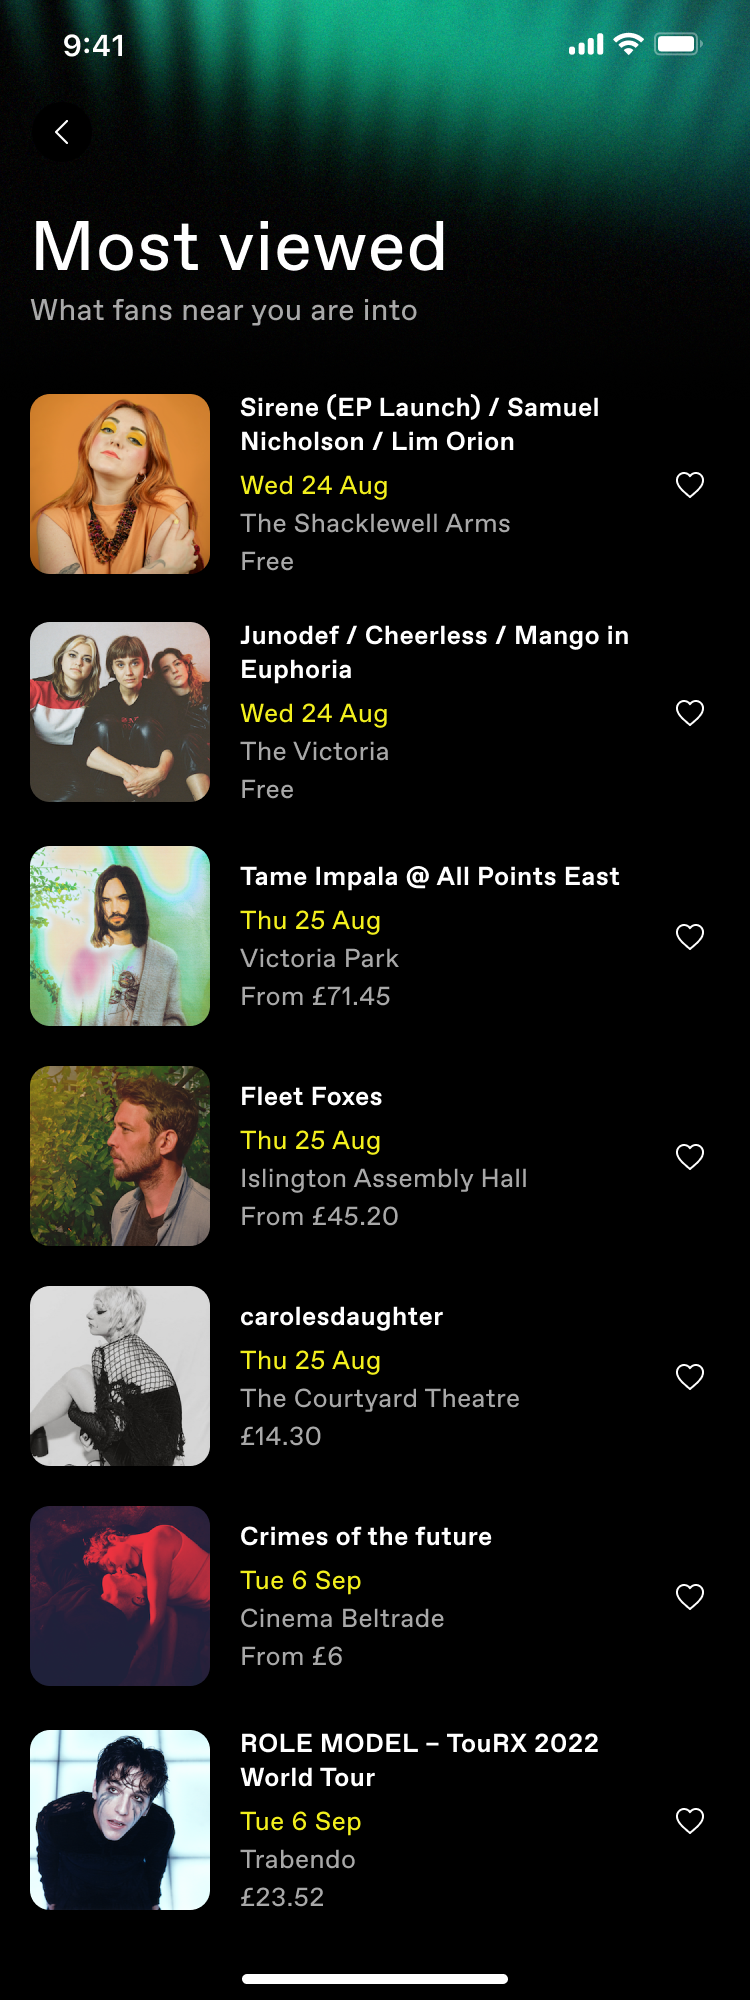 9:41
Most viewed
What fans near you are into
Sirene (EP Launch) / Samuel
Nicholson / Lim Orion
Wed 24 Aug
The Shacklewell Arms
Free
Junodef / Cheerless / Mango in
Euphoria
Wed 24 Aug
The Victoria
Free
Tame Impala @ All Points East
Thu 25 Aug
Victoria Park
From £71.45
Fleet Foxes
Thu 25 Aug
Islington Assembly Hall
From £45.20
carolesdaughter
Thu 25 Aug
The Courtyard Theatre
£14.30
Crimes of the future
Tue 6 Sep
Cinema Beltrade
From £6
ROLE MODEL – TouRX 2022
World Tour
Tue 6 Sep
Trabendo
£23.52